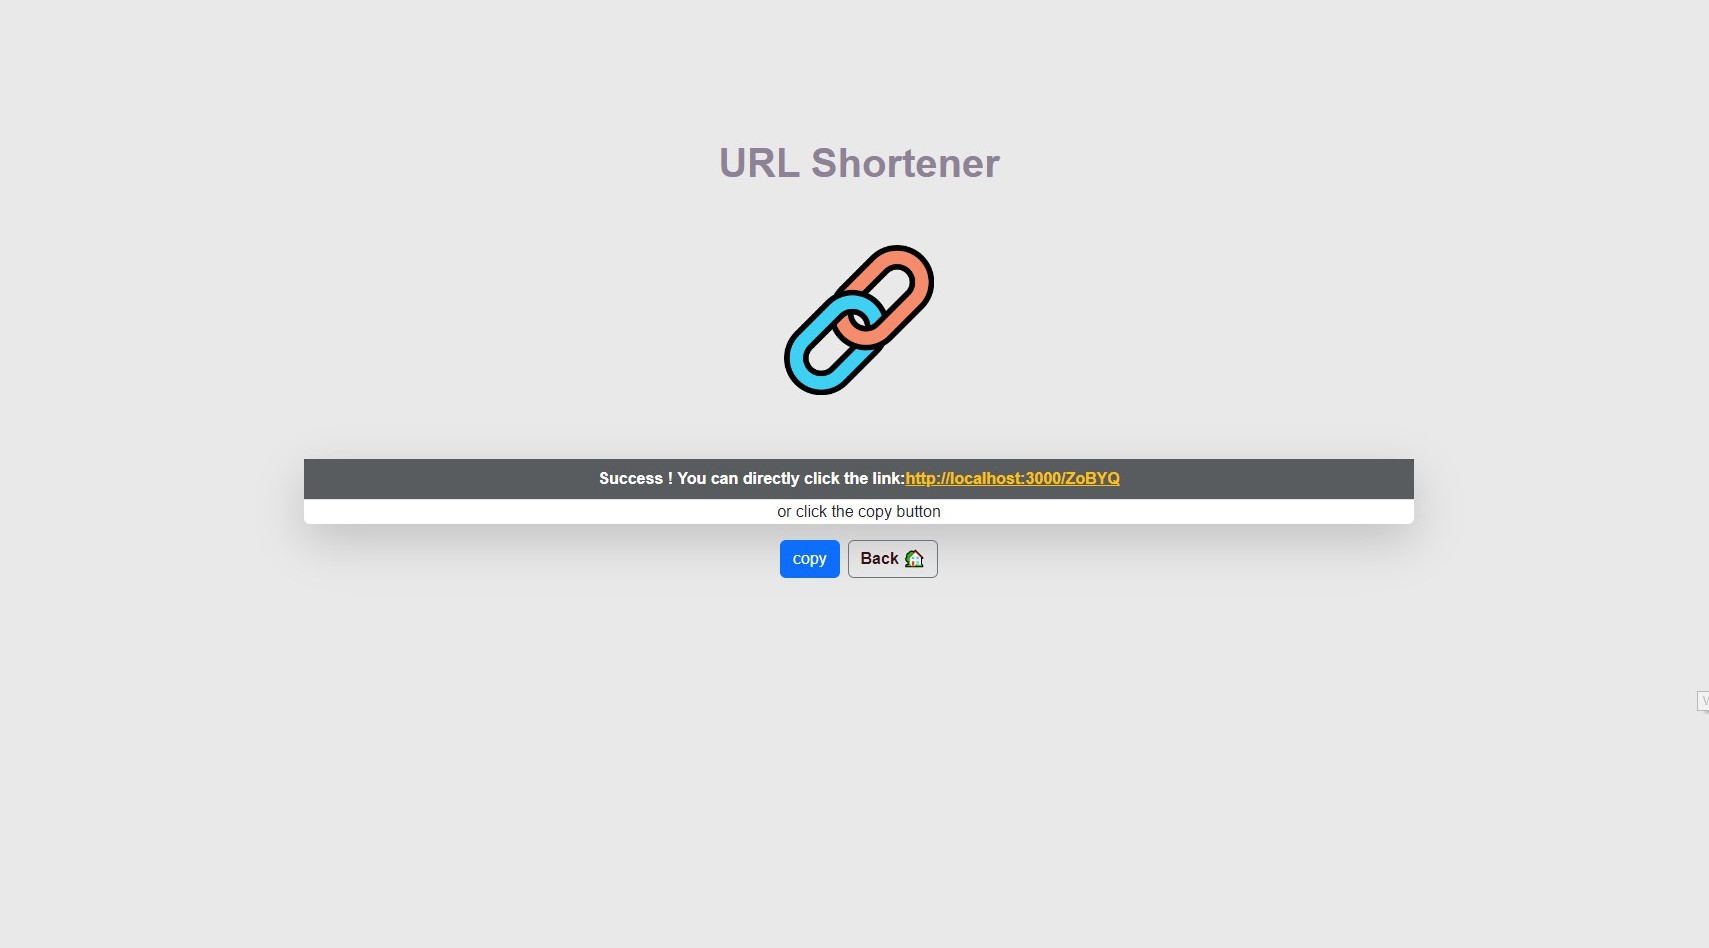 URL Shortener
Success ! You can directly click the link:http://localhost:3000/ZoBYQ
or click the copy button
copy
Back